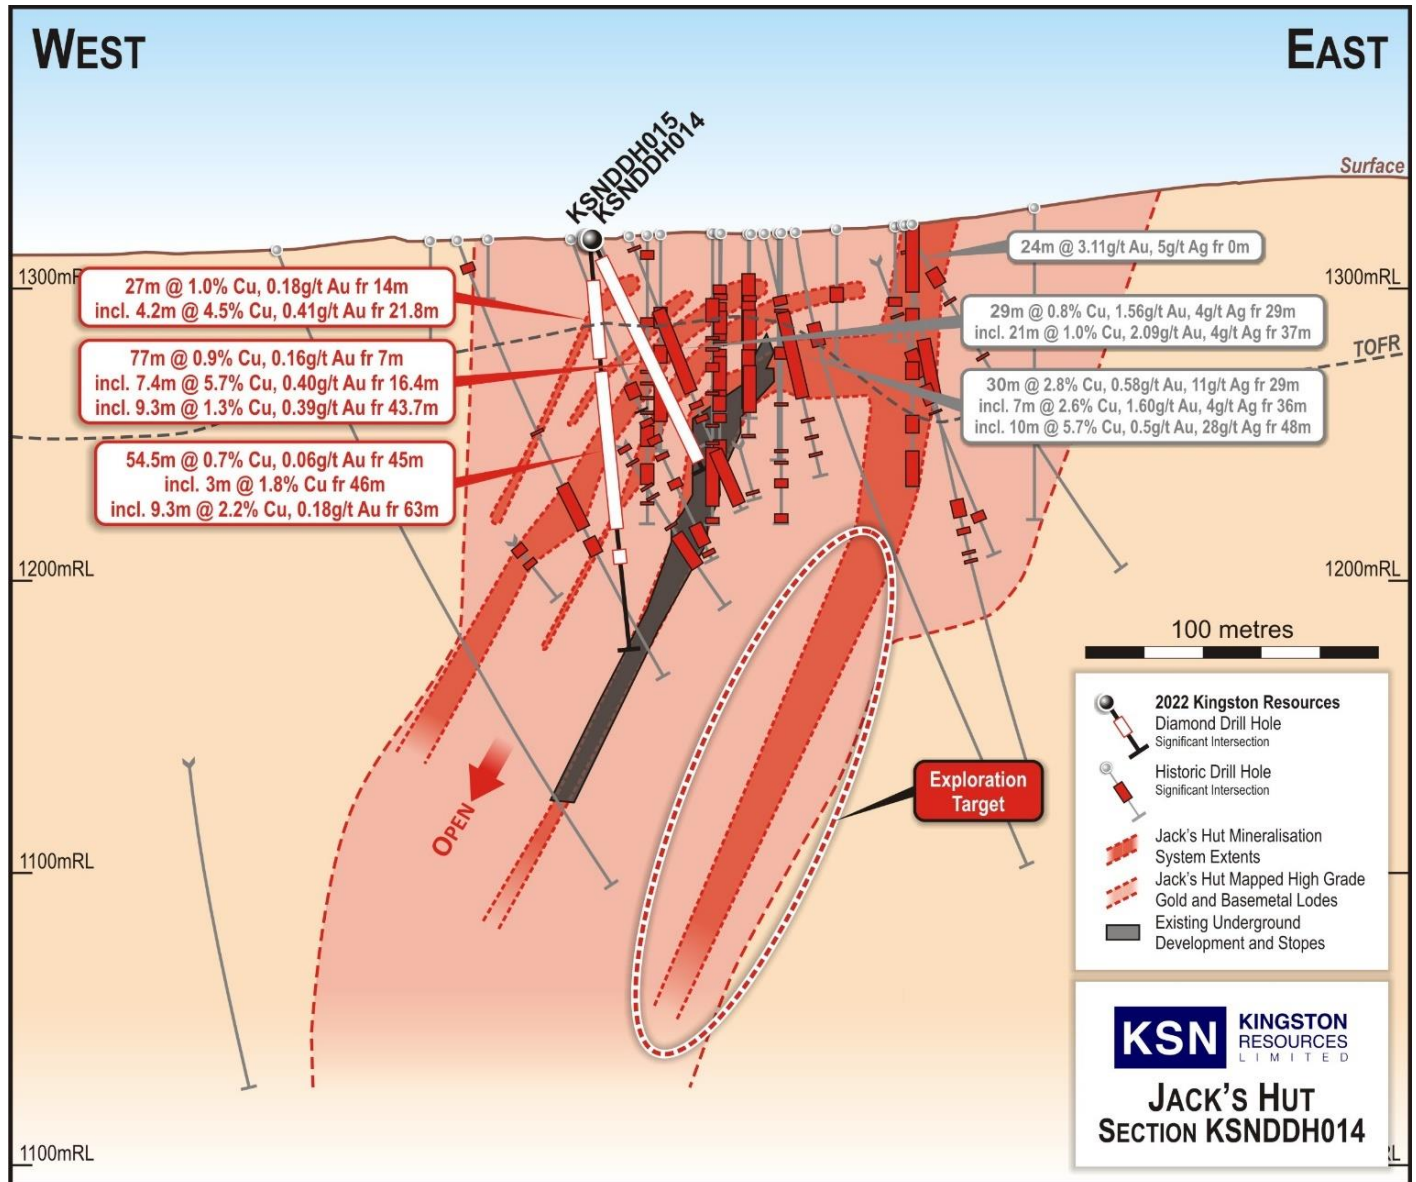 WEST
EAST
KSNDDH015
KSNDDH014
Surface
24m @ 3.11g/t Au, 5g/t Ag fr 0m
1300mRL
1300mRL
27m @ 1.0% Cu, 0.18g/t Au fr 14m
incl. 4.2m @ 4.5% Cu, 0.41g/t Au fr 21.8m
29m @ 0.8% Cu, 1.56g/t Au, 4g/t Ag fr 29m
incl. 21m @ 1.0% Cu, 2.09g/t Au, 4g/t Ag fr 37m
TOFR
77m @ 0.9% Cu, 0.16g/t Au fr 7m
incl. 7.4m @ 5.7% Cu, 0.40g/t Au fr 16.4m
incl. 9.3m @ 1.3% Cu, 0.39g/t Au fr 43.7m
30m @ 2.8% Cu, 0.58g/t Au, 11g/t Ag fr 29m
incl. 7m @ 2.6% Cu, 1.60g/t Au, 4g/t Ag fr 36m
incl. 10m @ 5.7% Cu, 0.5g/t Au, 28g/t Ag fr 48m
54.5m @ 0.7% Cu, 0.06g/t Au fr 45m
incl. 3m @ 1.8% Cu fr 46m
incl. 9.3m @ 2.2% Cu, 0.18g/t Au fr 63m
1200mRL
1200mRL
100 metres
2022 Kingston Resources
Diamond Drill Hole
Significant Intersection
Historic Drill Hole
Significant Intersection
Jack's Hut Mineralisation
System Extents
Jack's Hut Mapped High Grade
Gold and Basemetal Lodes
Existing Underground
Development and Stopes
Exploration
Target
OPEN
1100mRL
KSN
KINGSTON
RESOURCES
LIMITED
JACK'S HUT
SECTION KSNDDH014
1100mRL